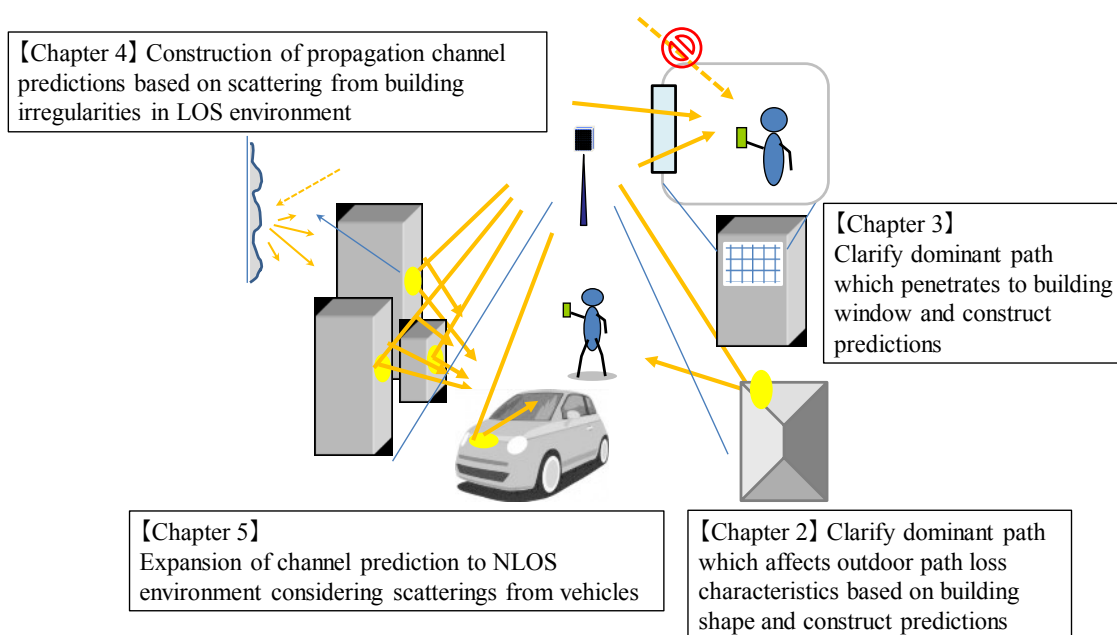 【Chapter 4】 Construction of propagation channel
predictions based on scattering from building
irregularities in LOS environment
【Chapter 3】
Clarify dominant path
which penetrates to building
window and construct
predictions
【Chapter 5】
Expansion of channel prediction to NLOS
environment considering scatterings from vehicles
【Chapter 2】 Clarify dominant path
which affects outdoor path loss
characteristics based on building
shape and construct predictions